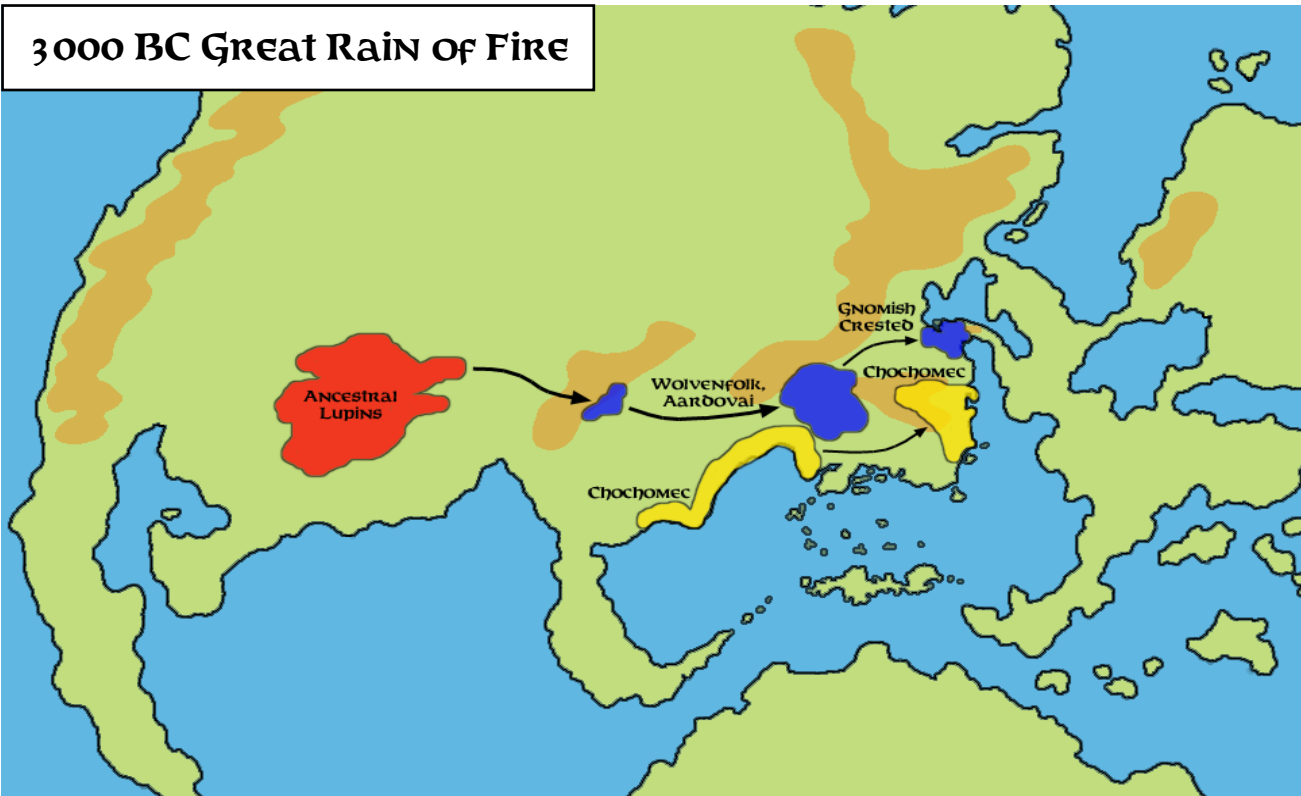 3000 BC Great Rain of Fire
Gnomish
Crested
Chochomec
Wolvenfolk,
Aardovai
Ancestral
Lupins
Chochomec